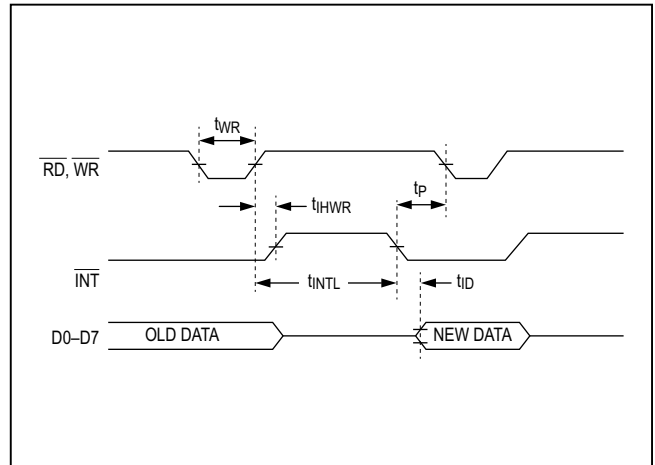 tWR
RD, WR
tP
tIHWR
INT
tINTL
tID
D0–D7
OLD DATA
NEW DATA